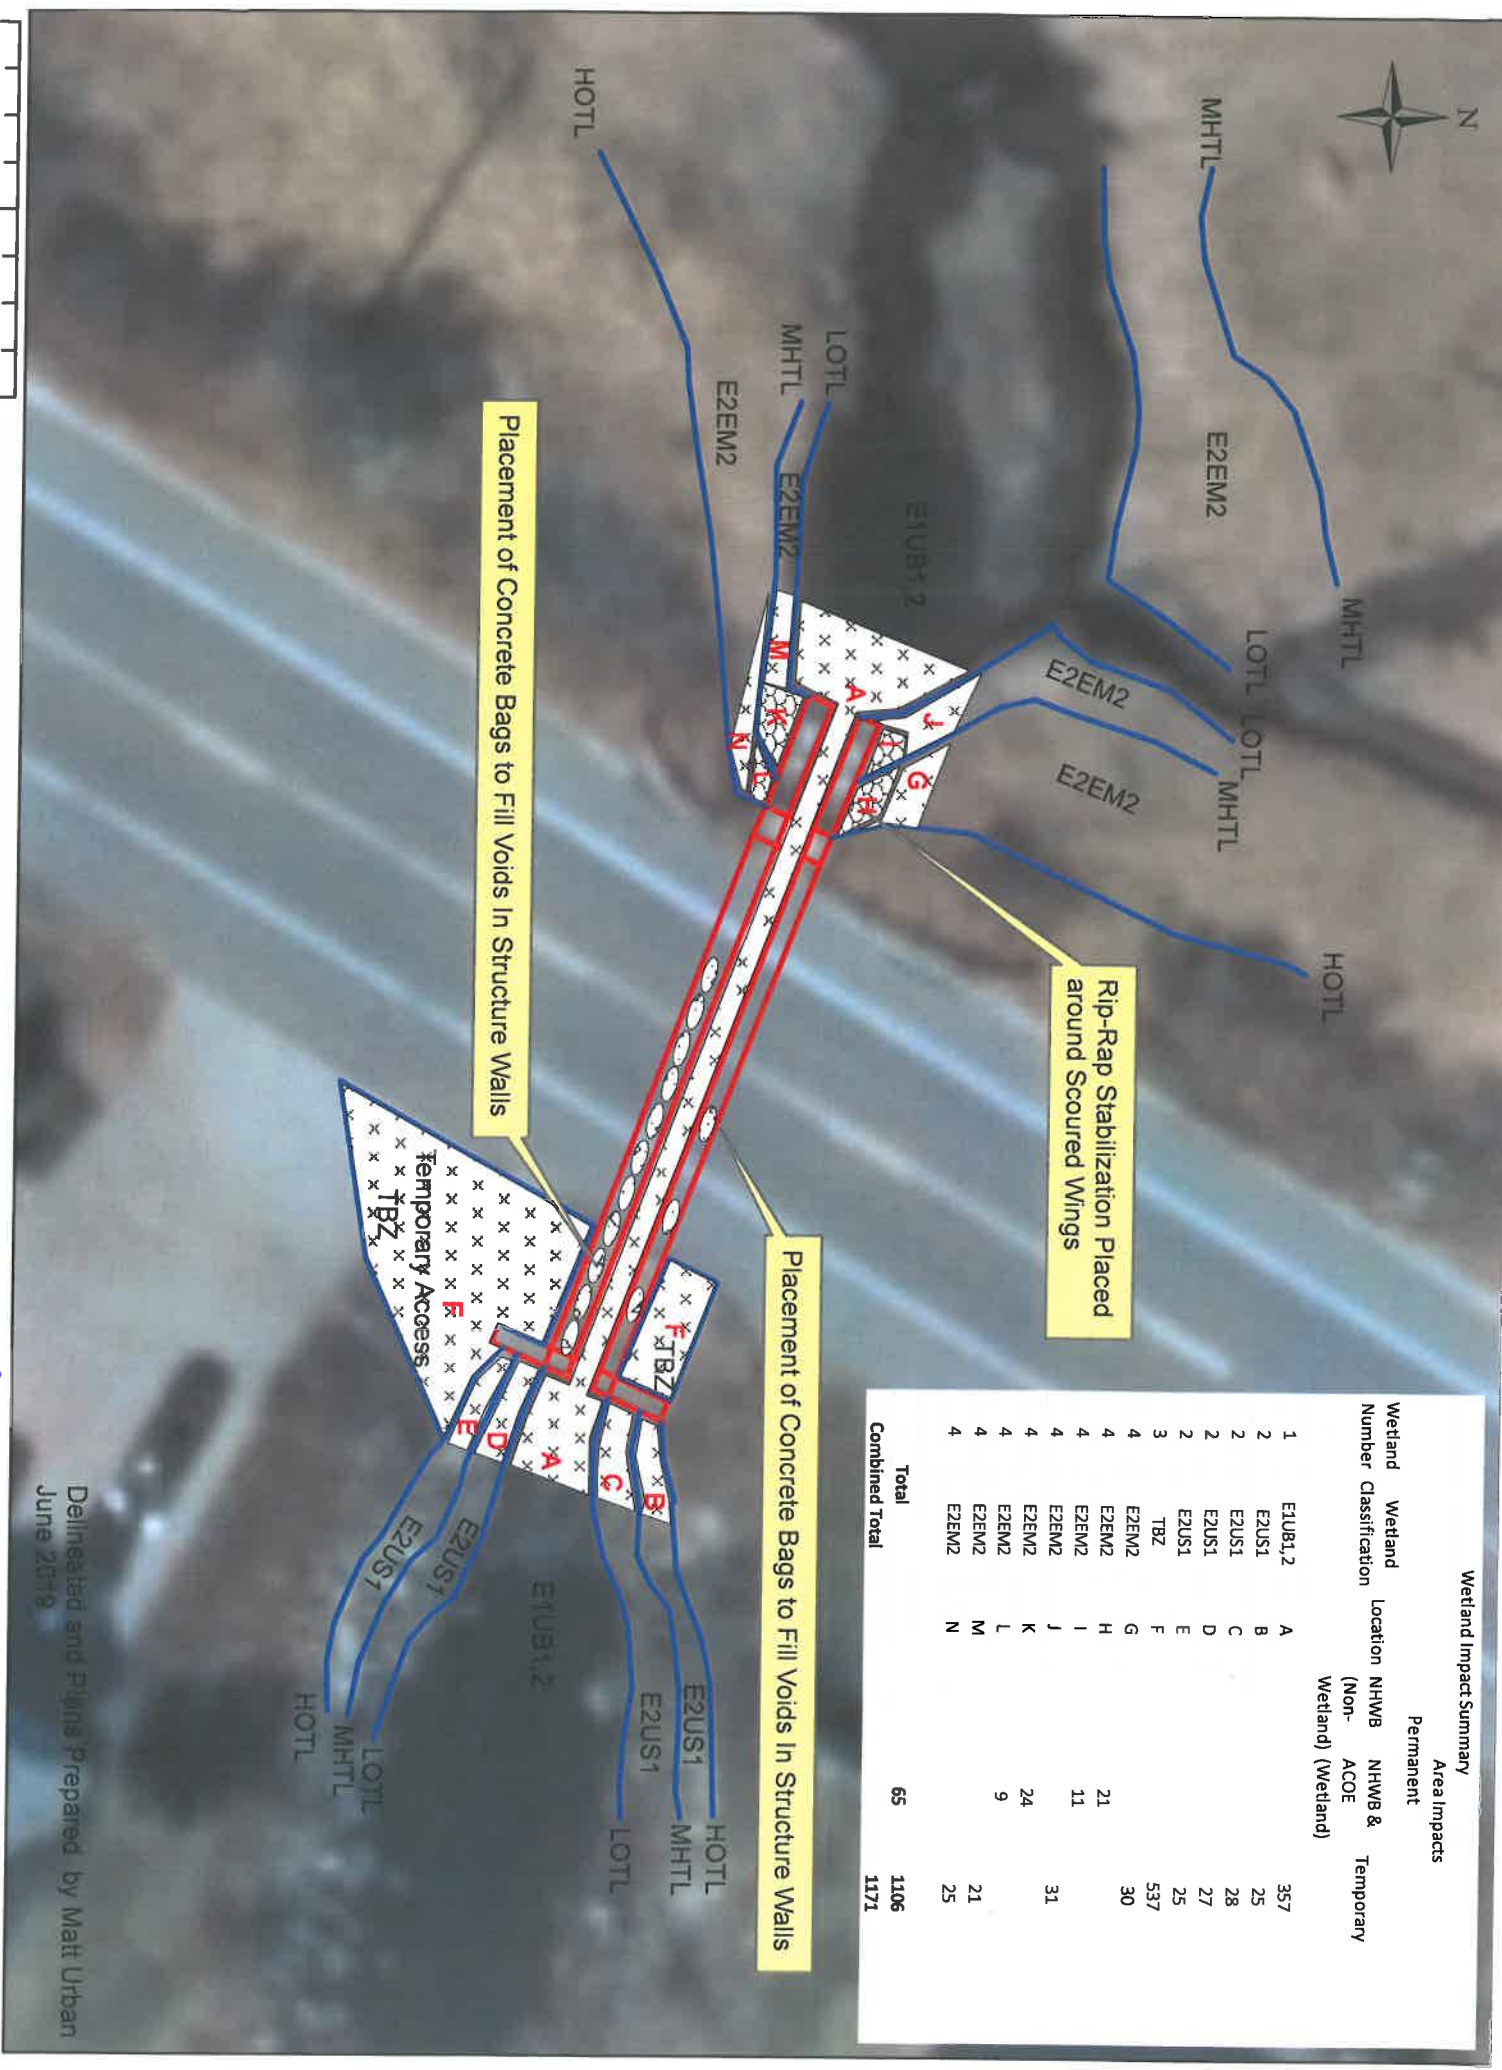 N
Wetland Impact Summary
Area Impacts
Permanent
Wetland Number	Wetland Classification	Location	NHWB (Non-Wetland)	NHWB & ACOE (Wetland)	Temporary
1	E1UB1,2	A	357
2	E2US1	B	25
2	E2US1	C	28
2	E2US1	D	27
2	E2US1	E	25
3	TBZ	F	537
4	E2EM2	G	30
4	E2EM2	H	21
4	E2EM2	I	11
4	E2EM2	J	31
4	E2EM2	K	24
4	E2EM2	L	9
4	E2EM2	M	21
4	E2EM2	N	25
Total	65	1106
Combined Total	1171
MHTL
MHTL
E2EM2
LOTL
LOTL
MHTL
HOTL
E2EM2
E2EM2
Rip-Rap Stabilization Placed
around Scoured Wings
E1UB1,2
LOTL
MHTL
E2EM2
E2EM2
HOTL
J
G
I
H
A
M
K
N
L
Placement of Concrete Bags to Fill Voids In Structure Walls
Placement of Concrete Bags to Fill Voids In Structure Walls
F
TBZ
B
C
A
D
E
F
Temporary Access
TBZ
E2US1
E2US1
HOTL
MHTL
LOTL
E1UB1,2
E2US1
E2US1
LOTL
MHTL
HOTL
Delineated and Plans Prepared by Matt Urban
June 2019